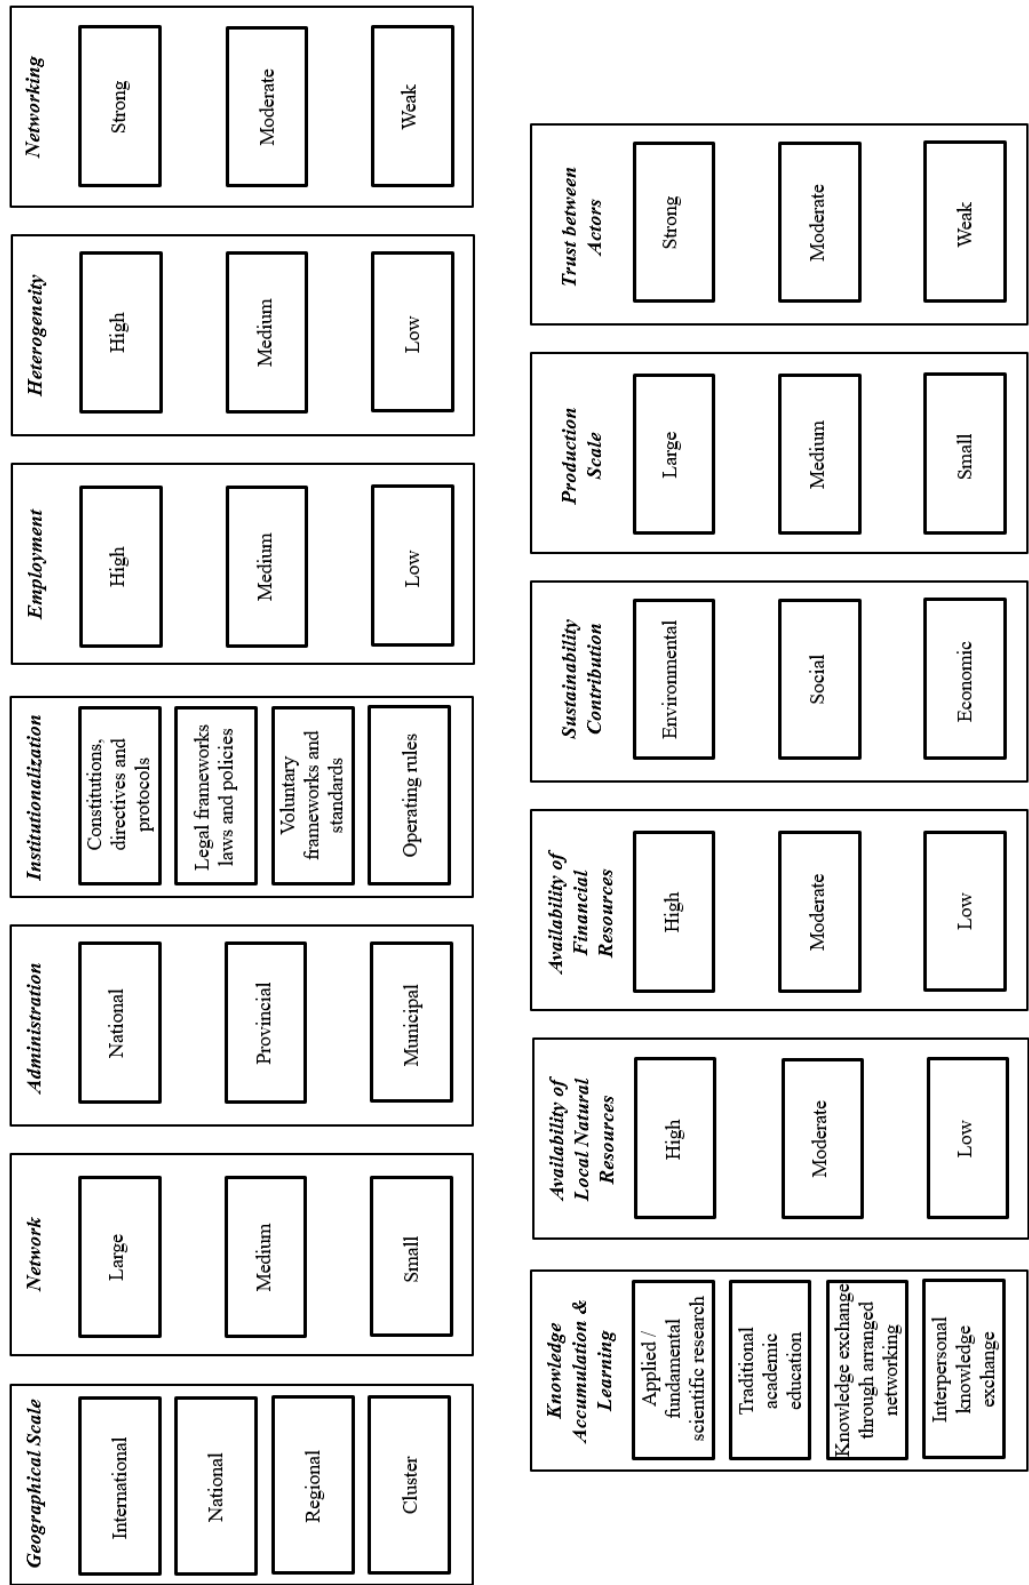 Geographical Scale
International
National
Regional
Cluster
Network
Large
Medium
Small
Administration
National
Provincial
Municipal
Institutionalization
Constitutions,
directives and
protocols
Legal frameworks
laws and policies
Voluntary
frameworks and
standards
Operating rules
Employment
High
Medium
Low
Heterogeneity
High
Medium
Low
Networking
Strong
Moderate
Weak
Knowledge
Accumulation &
Learning
Applied /
fundamental
scientific research
Traditional
academic
education
Knowledge exchange
through arranged
networking
Interpersonal
knowledge
exchange
Availability of
Local Natural
Resources
High
Moderate
Low
Availability of
Financial
Resources
High
Moderate
Low
Sustainability
Contribution
Environmental
Social
Economic
Production
Scale
Large
Medium
Small
Trust between
Actors
Strong
Moderate
Weak